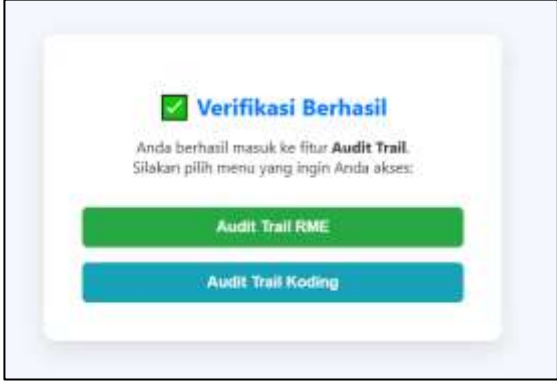 Verifikasi Berhasil
Anda berhasil masuk ke fitur Audit Trail.
Silakan pilih menu yang ingin Anda akses:
Audit Trail RME
Audit Trail Koding